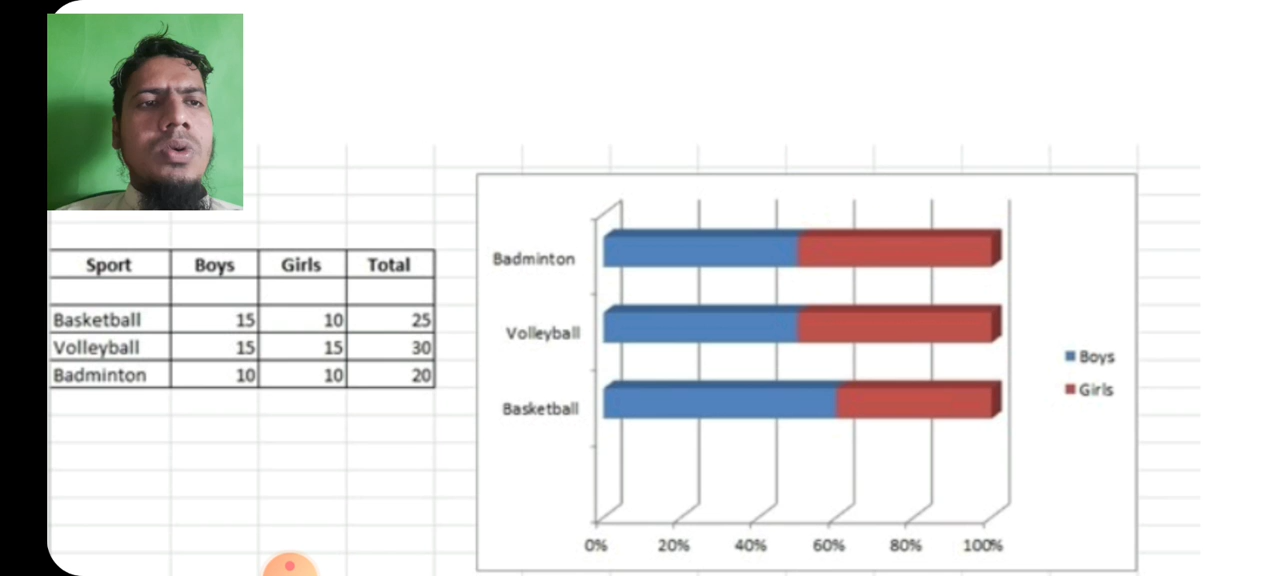 Sport Boys Girls Total
Basketball 15 10 25
Volleyball 15 15 30
Badminton 10 10 20
Badminton
Volleyball
Basketball
0% 20% 40% 60% 80% 100%
Boys
Girls